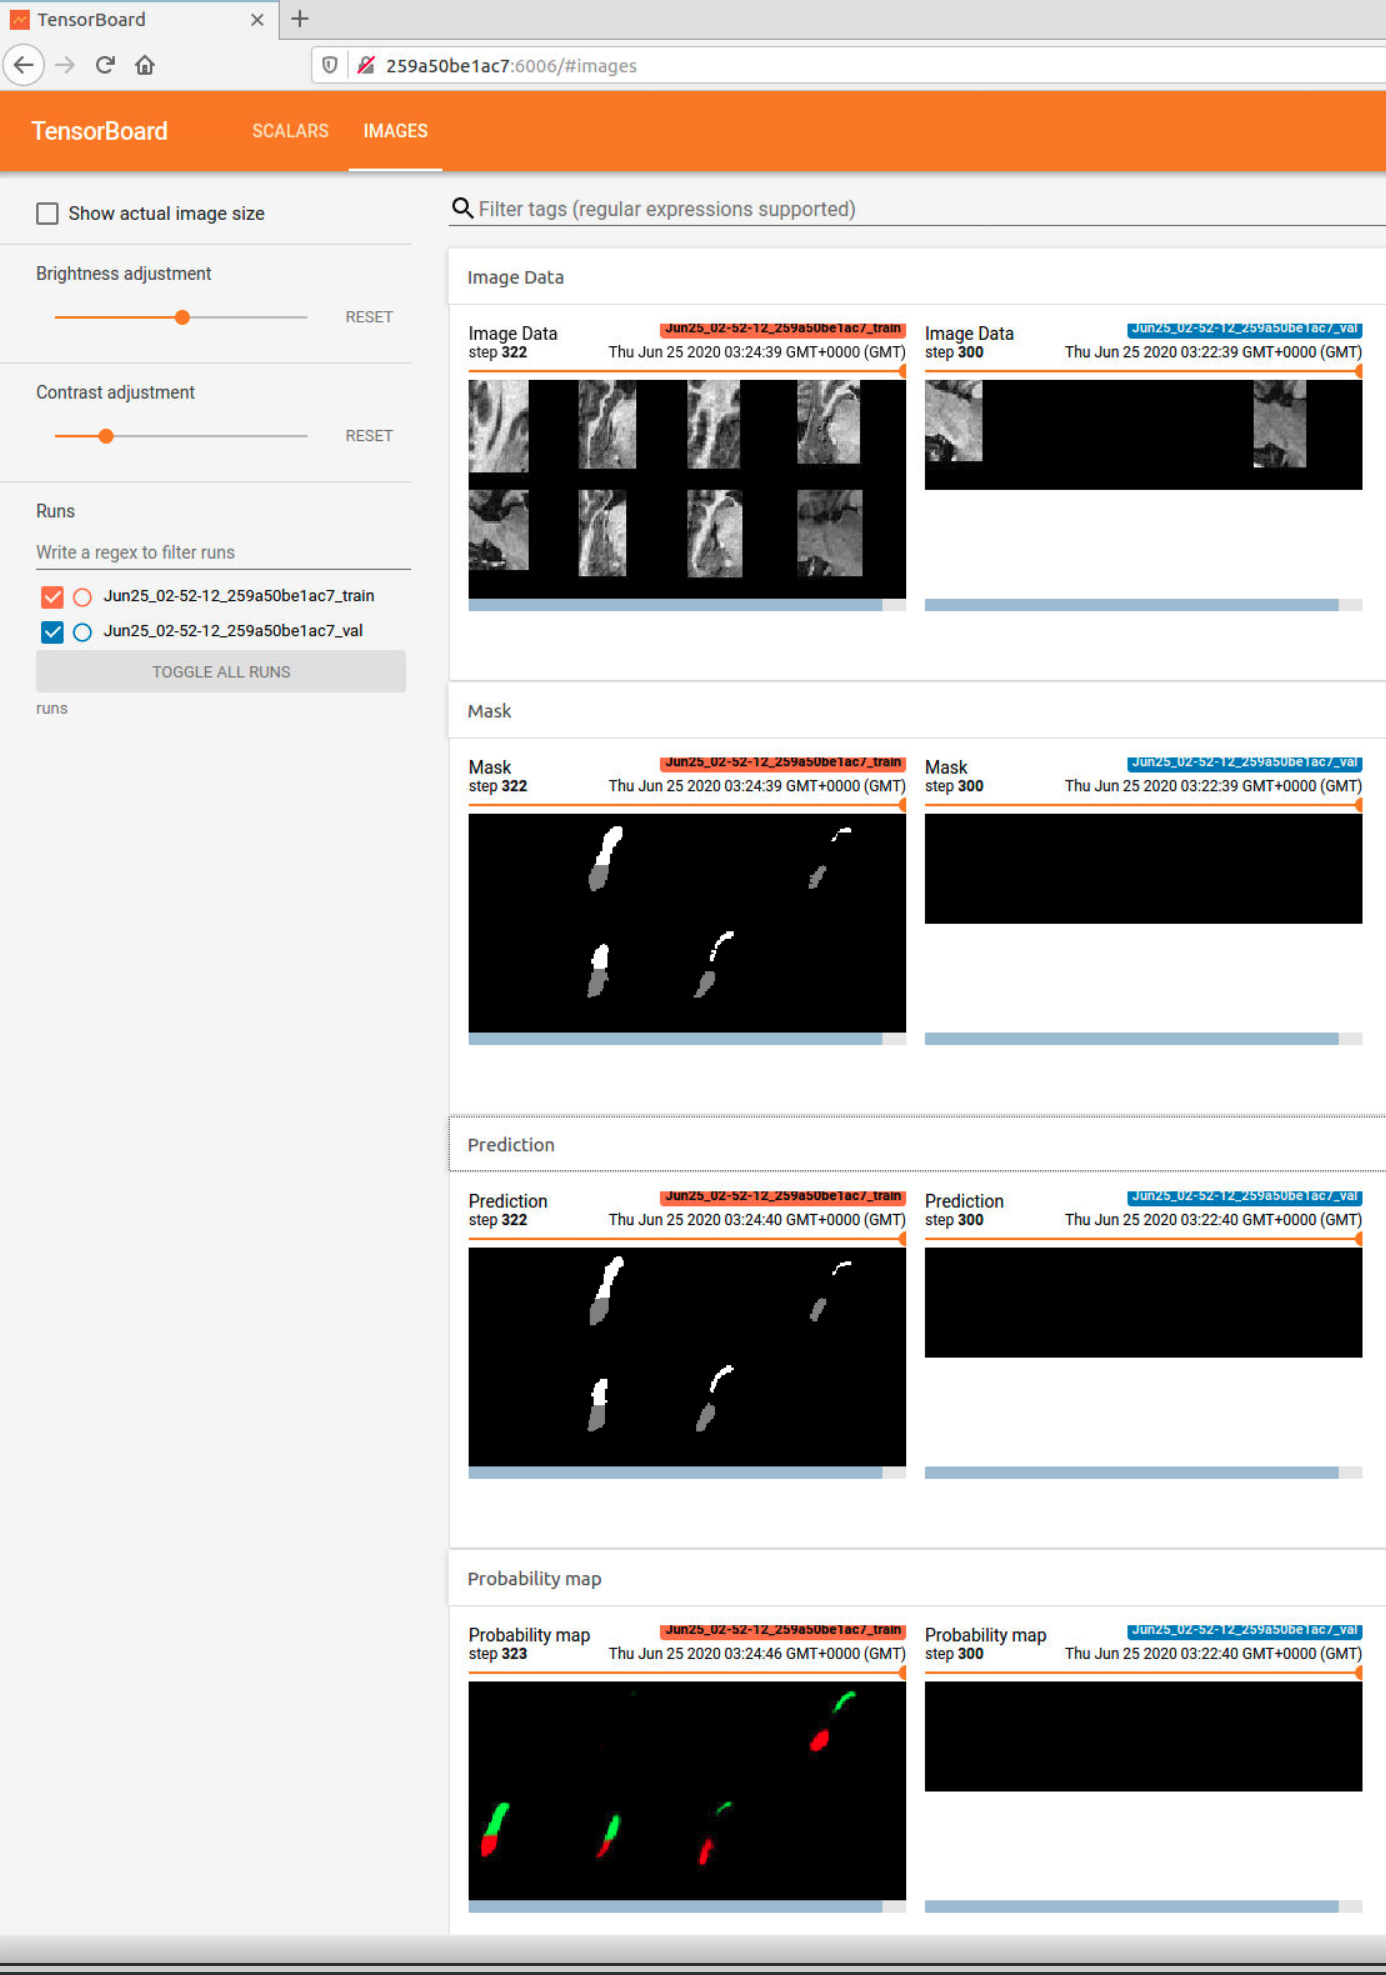 TensorBoard
259a50be1ac7:6006/#images
TensorBoard SCALARS IMAGES
Show actual image size
Filter tags (regular expressions supported)
Brightness adjustment
RESET
Contrast adjustment
RESET
Runs
Write a regex to filter runs
Jun25_02-52-12_259a50be1ac7_train
Jun25_02-52-12_259a50be1ac7_val
TOGGLE ALL RUNS
runs
Image Data
Image Data Jun25_02-52-12_259a50be1ac7_train
step 322 Thu Jun 25 2020 03:24:39 GMT+0000 (GMT)
Image Data Jun25_02-52-12_259a50be1ac7_val
step 300 Thu Jun 25 2020 03:22:39 GMT+0000 (GMT)
Mask
Mask Jun25_02-52-12_259a50be1ac7_train
step 322 Thu Jun 25 2020 03:24:39 GMT+0000 (GMT)
Mask Jun25_02-52-12_259a50be1ac7_val
step 300 Thu Jun 25 2020 03:22:39 GMT+0000 (GMT)
Prediction
Prediction Jun25_02-52-12_259a50be1ac7_train
step 322 Thu Jun 25 2020 03:24:40 GMT+0000 (GMT)
Prediction Jun25_02-52-12_259a50be1ac7_val
step 300 Thu Jun 25 2020 03:22:40 GMT+0000 (GMT)
Probability map
Probability map Jun25_02-52-12_259a50be1ac7_train
step 323 Thu Jun 25 2020 03:24:46 GMT+0000 (GMT)
Probability map Jun25_02-52-12_259a50be1ac7_val
step 300 Thu Jun 25 2020 03:22:40 GMT+0000 (GMT)